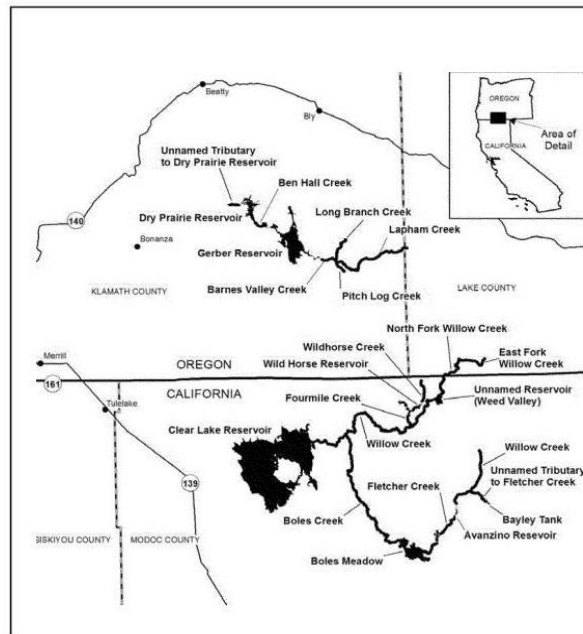 OREGON
Area of
Detail
CALIFORNIA
Beatty
Bly
Unnamed Tributary
to Dry Prairie Reservoir
Ben Hall Creek
Long Branch Creek
Dry Prairie Reservoir
Lapham Creek
140
Bonanza
Gerber Reservoir
Barnes Valley Creek
Pitch Log Creek
KLAMATH COUNTY
LAKE COUNTY
North Fork Willow Creek
Wildhorse Creek
East Fork
Willow Creek
Merrill
OREGON
Wild Horse Reservoir
161
CALIFORNIA
Unnamed Reservoir
(Weed Valley)
Fourmile Creek
Tulelake
Clear Lake Reservoir
Willow Creek
Willow Creek
Unnamed Tributary
to Fletcher Creek
Fletcher Creek
139
Boles Creek
Bayley Tank
Avanzino Resevoir
SISKIYOU COUNTY
MODOC COUNTY
Boles Meadow